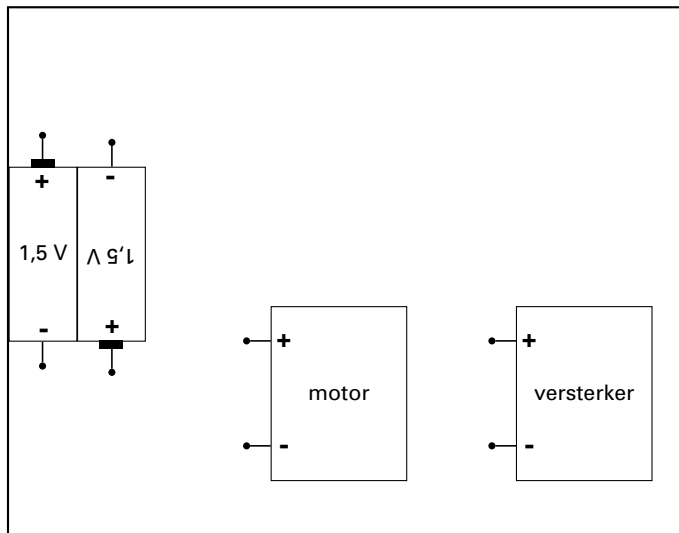 + -
1,5 V 1,5 V
- +
+ +
motor versterker
- -